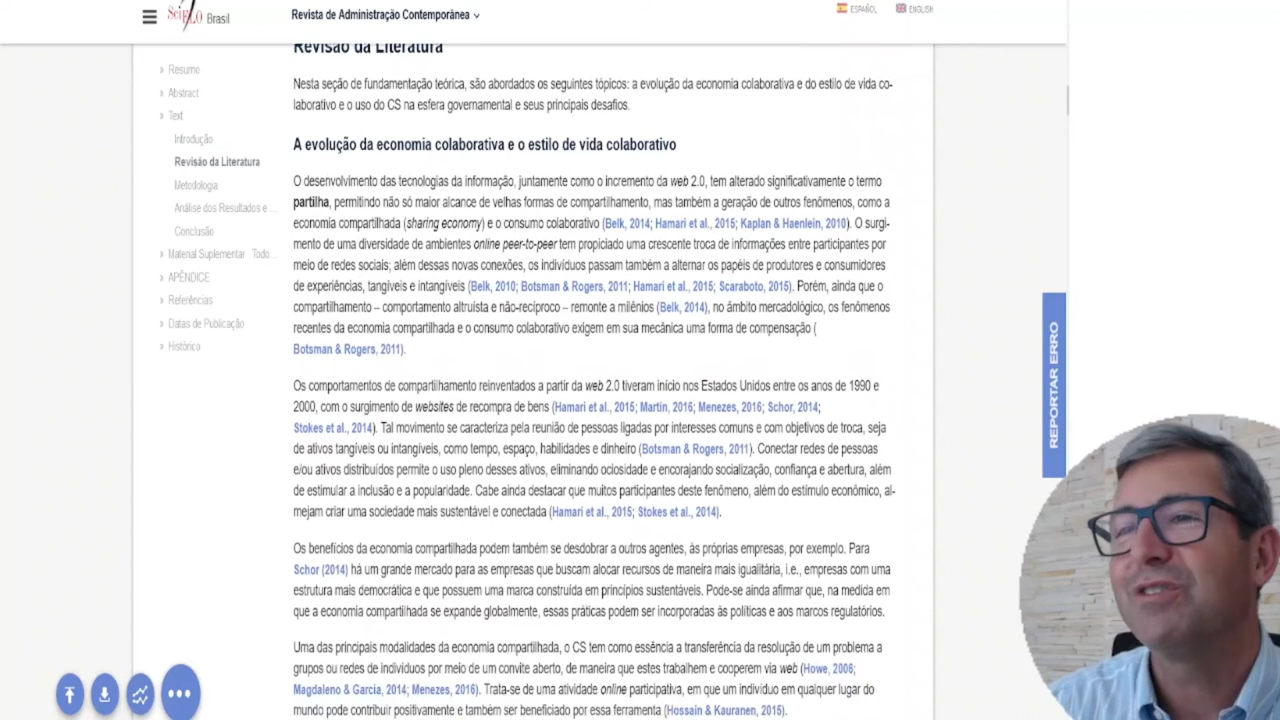 SciELO Brasil
Revista de Administração Contemporânea
ESPAÑOL
ENGLISH
» Resumo
» Abstract
» Text
Introdução
Revisão da Literatura
Metodologia
Análise dos Resultados e ...
Conclusão
» Material Suplementar Todo...
» APÊNDICE
» Referências
» Datas de Publicação
» Histórico
Revisão da Literatura
Nesta seção de fundamentação teórica, são abordados os seguintes tópicos: a evolução da economia colaborativa e do estilo de vida co-
laborativo e o uso do CS na esfera governamental e seus principais desafios.
A evolução da economia colaborativa e o estilo de vida colaborativo
O desenvolvimento das tecnologias da informação, juntamente como o incremento da web 2.0, tem alterado significativamente o termo
partilha, permitindo não só maior alcance de velhas formas de compartilhamento, mas também a geração de outros fenômenos, como a
economia compartilhada (sharing economy) e o consumo colaborativo (Belk, 2014; Hamari et al., 2015; Kaplan & Haenlein, 2010). O surgi-
mento de uma diversidade de ambientes online peer-to-peer tem propiciado uma crescente troca de informações entre participantes por
meio de redes sociais; além dessas novas conexões, os indivíduos passam também a alternar os papéis de produtores e consumidores
de experiências, tangíveis e intangíveis (Belk, 2010; Botsman & Rogers, 2011; Hamari et al., 2015; Scaraboto, 2015). Porém, ainda que o
compartilhamento – comportamento altruísta e não-recíproco – remonte a milênios (Belk, 2014), no âmbito mercadológico, os fenômenos
recentes da economia compartilhada e o consumo colaborativo exigem em sua mecânica uma forma de compensação (
Botsman & Rogers, 2011).
Os comportamentos de compartilhamento reinventados a partir da web 2.0 tiveram início nos Estados Unidos entre os anos de 1990 e
2000, com o surgimento de websites de recompra de bens (Hamari et al., 2015; Martin, 2016; Menezes, 2016; Schor, 2014;
Stokes et al., 2014). Tal movimento se caracteriza pela reunião de pessoas ligadas por interesses comuns e com objetivos de troca, seja
de ativos tangíveis ou intangíveis, como tempo, espaço, habilidades e dinheiro (Botsman & Rogers, 2011). Conectar redes de pessoas
e/ou ativos distribuídos permite o uso pleno desses ativos, eliminando ociosidade e encorajando socialização, confiança e abertura, além
de estimular a inclusão e a popularidade. Cabe ainda destacar que muitos participantes deste fenômeno, além do estímulo econômico, al-
mejam criar uma sociedade mais sustentável e conectada (Hamari et al., 2015; Stokes et al., 2014).
Os benefícios da economia compartilhada podem também se desdobrar a outros agentes, às próprias empresas, por exemplo. Para
Schor (2014) há um grande mercado para as empresas que buscam alocar recursos de maneira mais igualitária, i.e., empresas com uma
estrutura mais democrática e que possuem uma marca construída em princípios sustentáveis. Pode-se ainda afirmar que, na medida em
que a economia compartilhada se expande globalmente, essas práticas podem ser incorporadas às políticas e aos marcos regulatórios.
Uma das principais modalidades da economia compartilhada, o CS tem como essência a transferência da resolução de um problema a
grupos ou redes de indivíduos por meio de um convite aberto, de maneira que estes trabalhem e cooperem via web (Howe, 2006;
Magdaleno & Garcia, 2014; Menezes, 2016). Trata-se de uma atividade online participativa, em que um indivíduo em qualquer lugar do
mundo pode contribuir positivamente e também ser beneficiado por essa ferramenta (Hossain & Kauranen, 2015).
REPORTAR ERRO